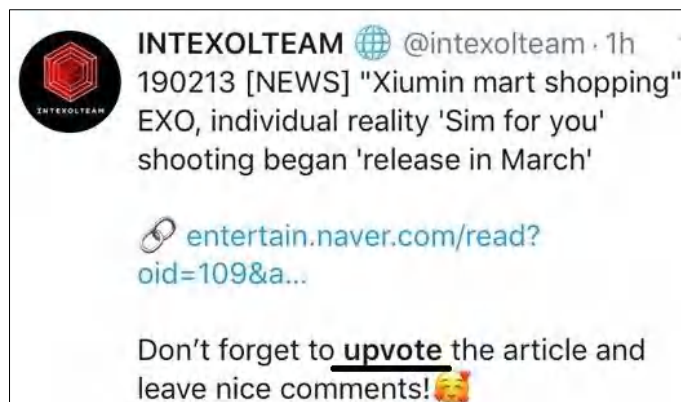 INTEXOLTEAM 🌐 @intexolteam · 1h
190213 [NEWS] "Xiumin mart shopping"
EXO, individual reality 'Sim for you'
shooting began 'release in March'
🔗 entertain.naver.com/read?
oid=109&a...
Don't forget to upvote the article and
leave nice comments!🥰
INTEXOLTEAM